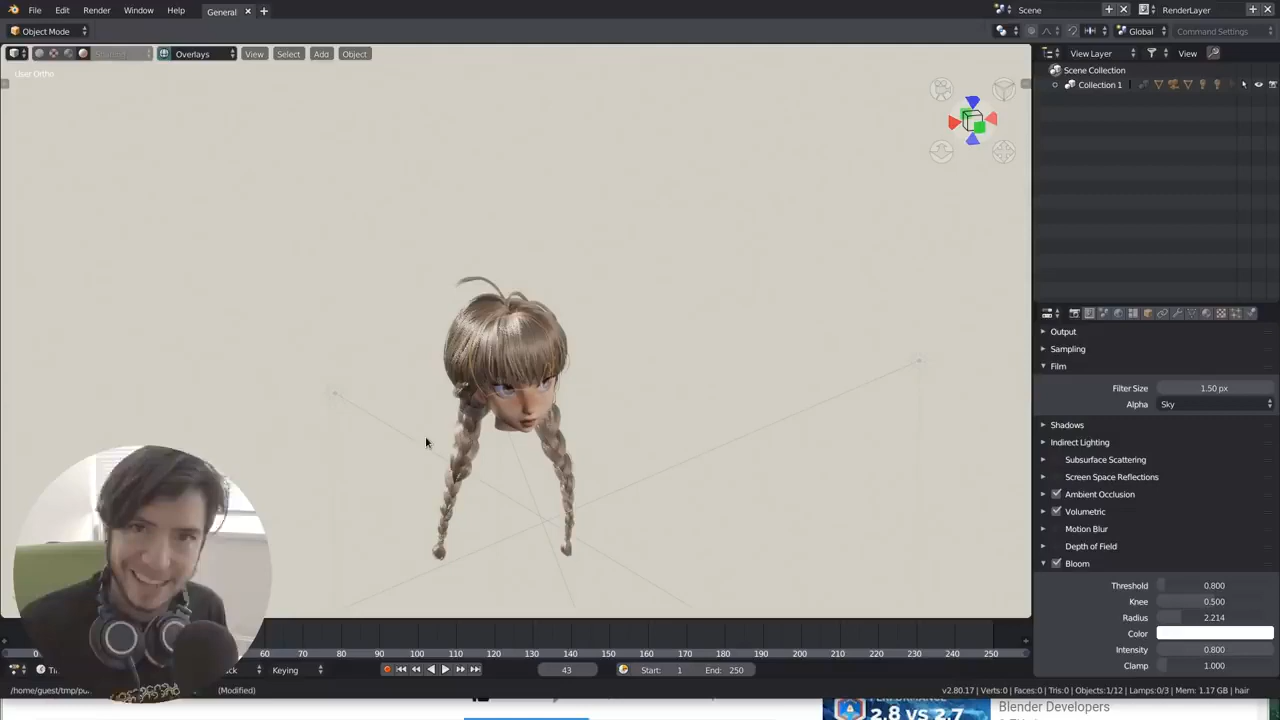 File Edit Render Window Help General Scene RenderLayer
Object Mode Global Command Settings
Overlays View Select Add Object View Layer View
User Ortho Scene Collection
Collection 1
Output
Sampling
Film
Filter Size 1.50 px
Alpha Sky
Shadows
Indirect Lighting
Subsurface Scattering
Screen Space Reflections
Ambient Occlusion
Volumetric
Motion Blur
Depth of Field
Bloom
Threshold 0.800
Knee 0.500
Radius 2.214
Color
Intensity 0.800
Clamp 1.000
0 60 70 80 90 100 110 120 130 140 150 160 170 180 190 200 210 220 230 240 250
Keying 43 Start: 1 End: 250
/home/guest/tmp/pu (Modified) v2.80.17 | Verts:0 | Faces:0 | Tris:0 | Objects:1/12 | Lamps:0/3 | Mem: 1.17 GB | hair
2.8 vs 2.7 Blender Developers